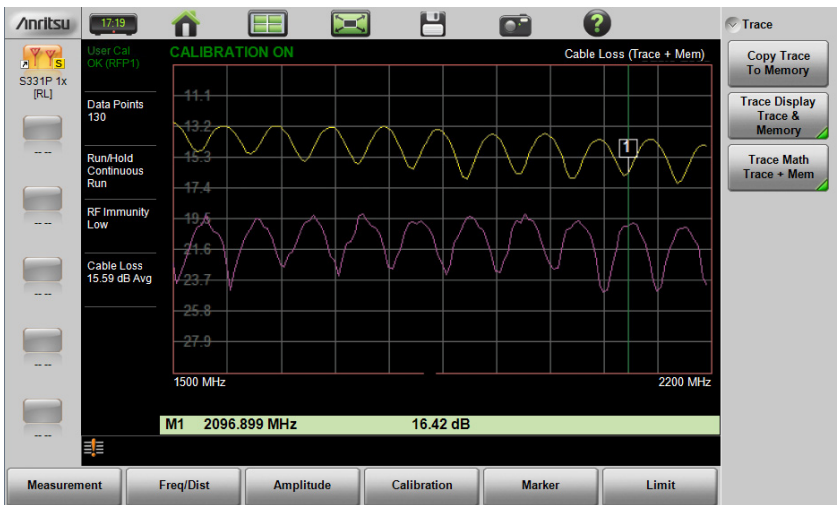 Anritsu
17:19
?
Trace
User Cal
OK (RFP1)
CALIBRATION ON
Cable Loss (Trace + Mem)
S
S331P 1x
[RL]
Data Points
130
Run/Hold
Continuous
Run
RF Immunity
Low
Cable Loss
15.59 dB Avg
11.1
13.2
15.3
17.4
19.5
21.6
23.7
25.8
27.9
1
1500 MHz
2200 MHz
M1 2096.899 MHz 16.42 dB
-- --
-- --
-- --
-- --
-- --
Copy Trace
To Memory
Trace Display
Trace &
Memory
Trace Math
Trace + Mem
Measurement
Freq/Dist
Amplitude
Calibration
Marker
Limit